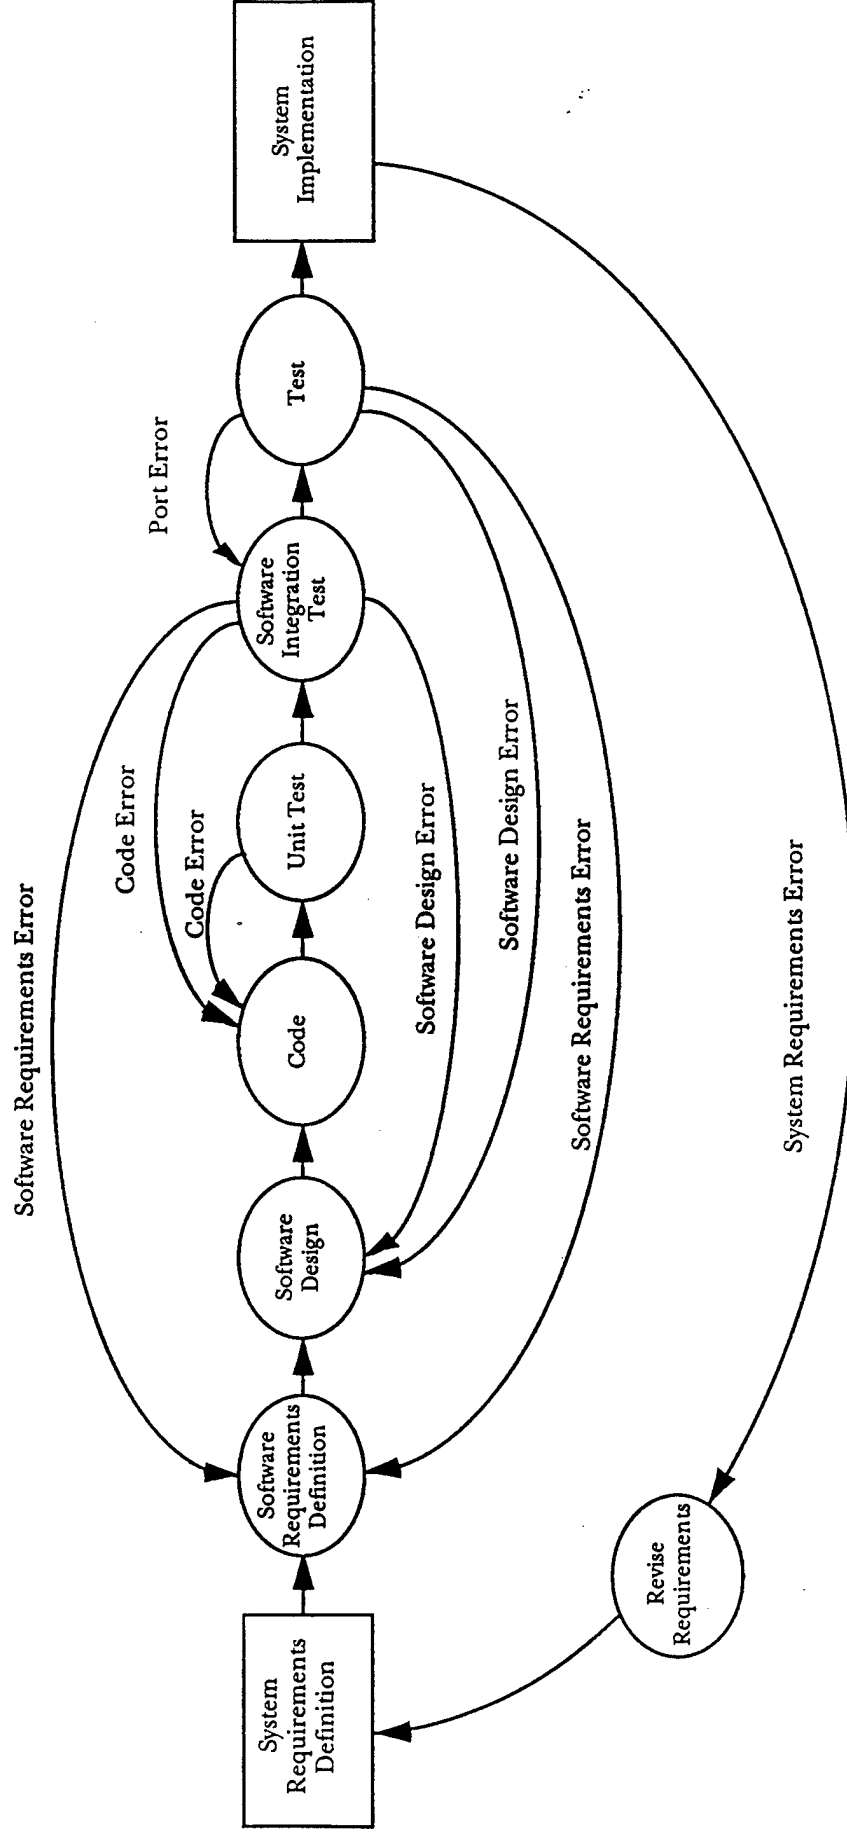 System
Requirements
Definition
Software
Requirements
Definition
Software
Design
Code
Unit Test
Software
Integration
Test
Test
System
Implementation
Software Requirements Error
Code Error
Code Error
Port Error
Software Design Error
Software Design Error
Software Requirements Error
System Requirements Error
Revise
Requirements